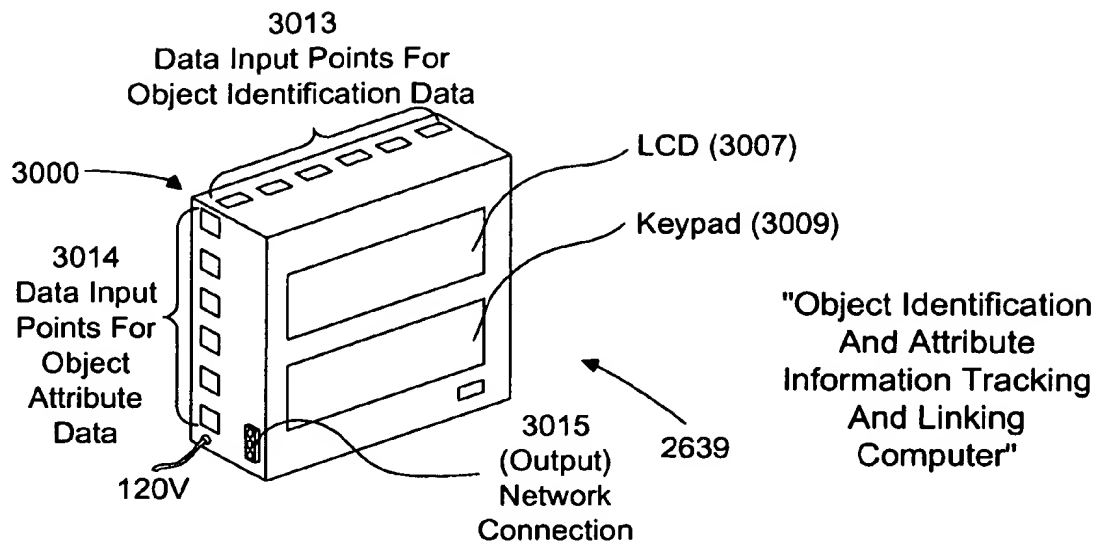 3013
Data Input Points For
Object Identification Data
3000
LCD (3007)
Keypad (3009)
3014
Data Input
Points For
Object
Attribute
Data
120V
3015
(Output)
Network
Connection
2639
"Object Identification
And Attribute
Information Tracking
And Linking
Computer"